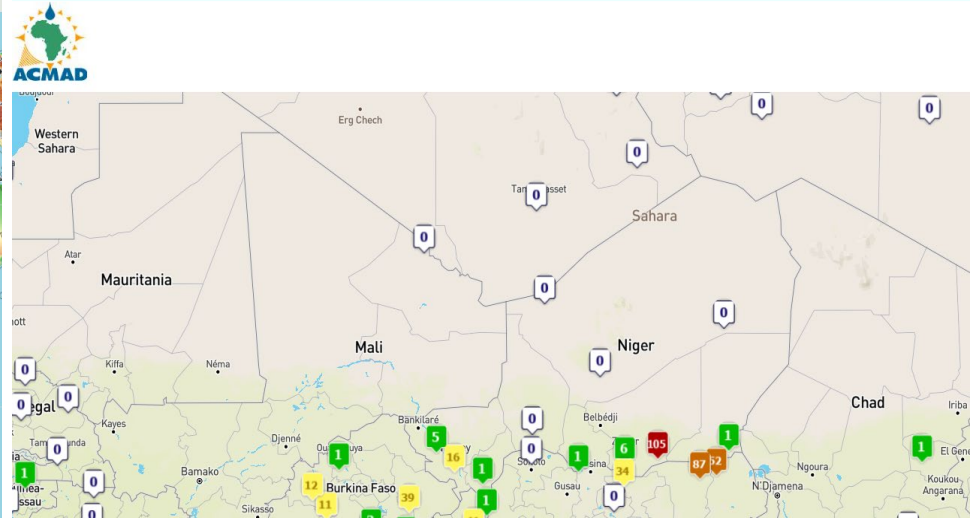 ACMAD
0
0
Erg Chech
Western
Sahara
0
0
Sahara
0
Atar
Mauritania
0
0
Mali
Niger
0
Kiffa
Néma
0
Chad
0
0
Iriba
Kayes
Bankilaré
0
Belbédji
5
1
Djenné
105
6
0
0
1
16
1
1
El Gene
1
1
34
87
Bamako
Gusau
Ngoura
Koukou
Angarana
0
12
Burkina Faso
39
1
0
N'Djamena
11
Sikasso
0